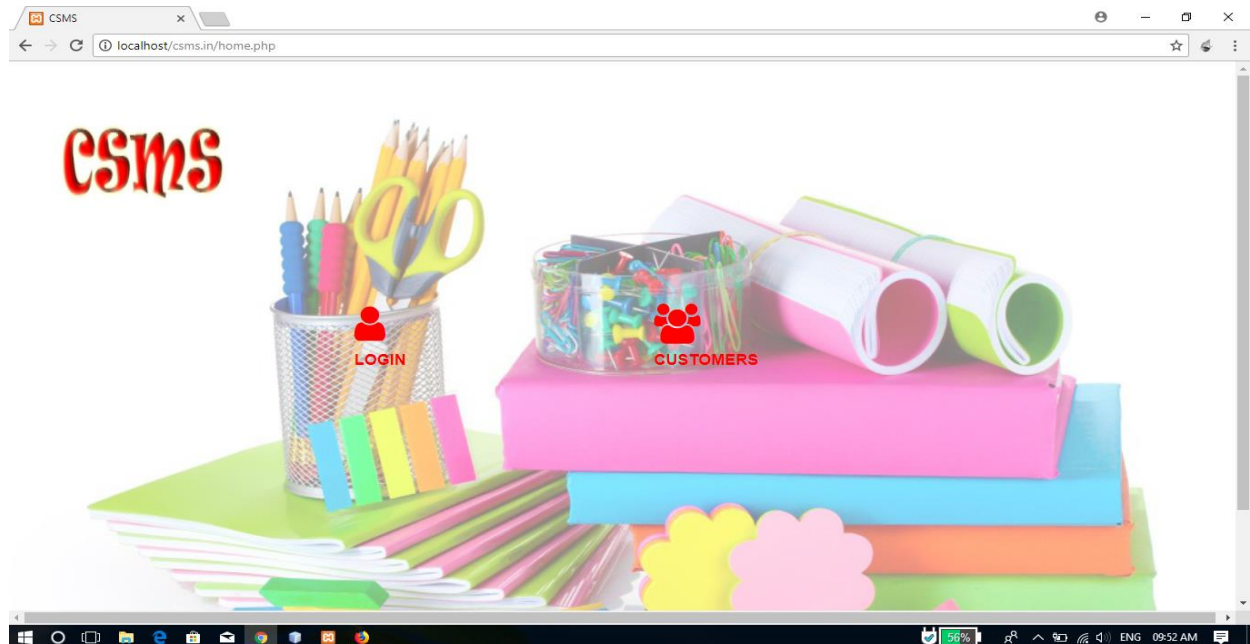 CSMS
localhost/csms.in/home.php
CSMS
LOGIN
CUSTOMERS
56%
ENG 09:52 AM